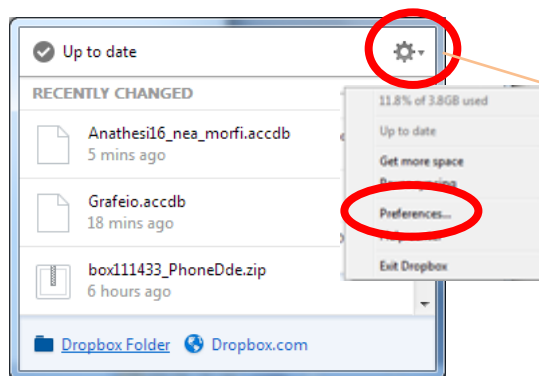 Up to date
RECENTLY CHANGED
Anathesi16_nea_morfi.accdb
5 mins ago
Grafeio.accdb
18 mins ago
box111433_PhoneDde.zip
6 hours ago
Dropbox Folder
Dropbox.com
11.8% of 3.8GB used
Up to date
Get more space
Preferences...
Exit Dropbox